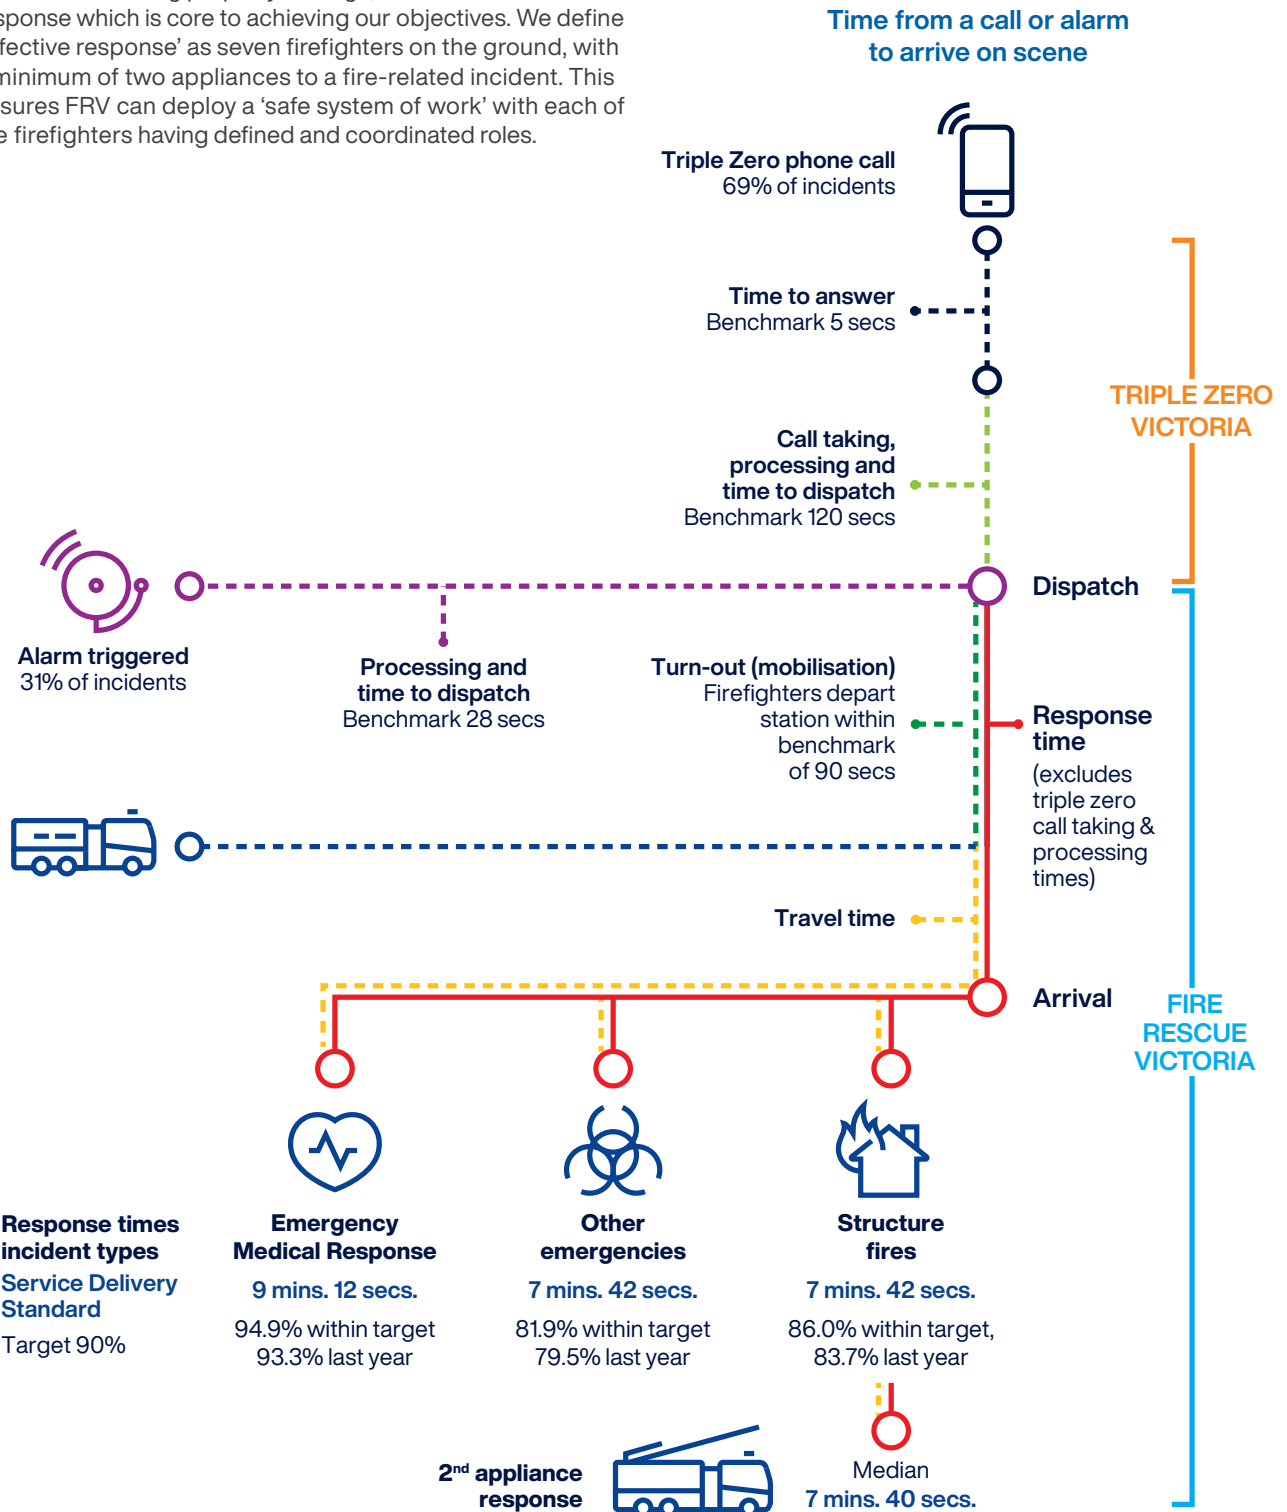 which is core to achieving our objectives. We define
as seven firefighters on the ground, with
of two appliances to a fire-related incident. This
FRV can deploy a ‘safe system of work’ with each of
firefighters having defined and coordinated roles.
Time from a call or alarm
to arrive on scene
Triple Zero phone call
69% of incidents
Time to answer
Benchmark 5 secs
TRIPLE ZERO
VICTORIA
Call taking,
processing and
time to dispatch
Benchmark 120 secs
Dispatch
Alarm triggered
31% of incidents
Processing and
time to dispatch
Benchmark 28 secs
Turn-out (mobilisation)
Firefighters depart
station within
benchmark
of 90 secs
Response
time
(excludes
triple zero
call taking &
processing
times)
Travel time
Arrival
FIRE
RESCUE
VICTORIA
Response times
incident types
Service Delivery
Standard
Target 90%
Emergency
Medical Response
9 mins. 12 secs.
94.9% within target
93.3% last year
Other
emergencies
7 mins. 42 secs.
81.9% within target
79.5% last year
Structure
fires
7 mins. 42 secs.
86.0% within target,
83.7% last year
2nd appliance
response
Median
7 mins. 40 secs.